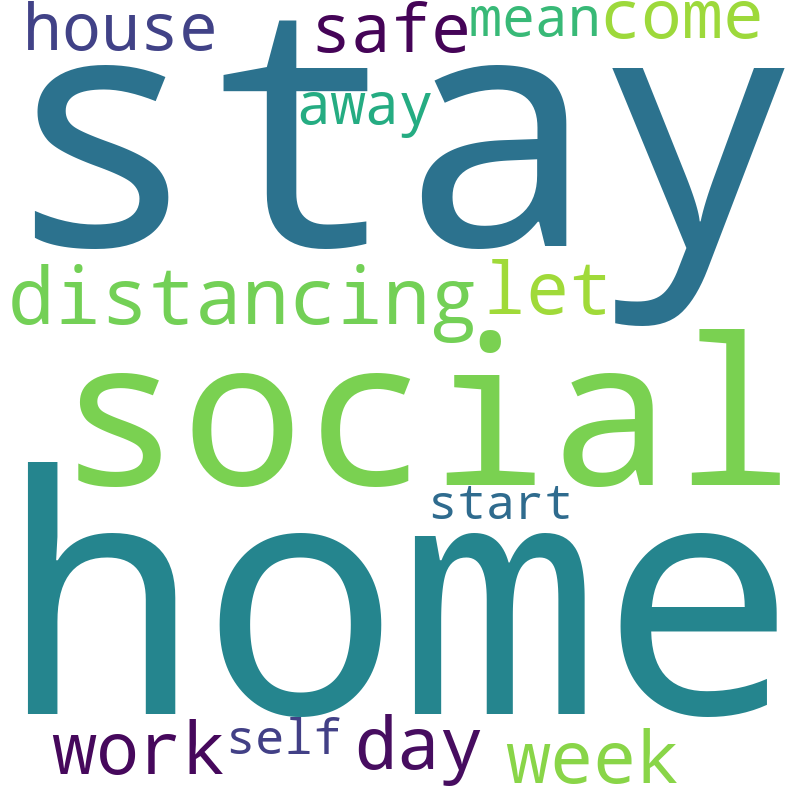 house safe mean come
stay
away
distancing let
social
start
home
work self day week